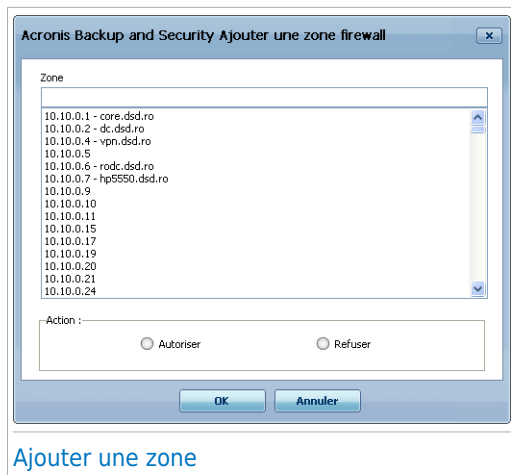 Acronis Backup and Security Ajouter une zone firewall
Zone
10.10.0.1 - core.dsd.ro
10.10.0.2 - dc.dsd.ro
10.10.0.4 - vpn.dsd.ro
10.10.0.5
10.10.0.6 - rodc.dsd.ro
10.10.0.7 - hp5550.dsd.ro
10.10.0.9
10.10.0.10
10.10.0.11
10.10.0.15
10.10.0.17
10.10.0.19
10.10.0.20
10.10.0.21
10.10.0.24
Action :
Autoriser Refuser
OK Annuler
Ajouter une zone